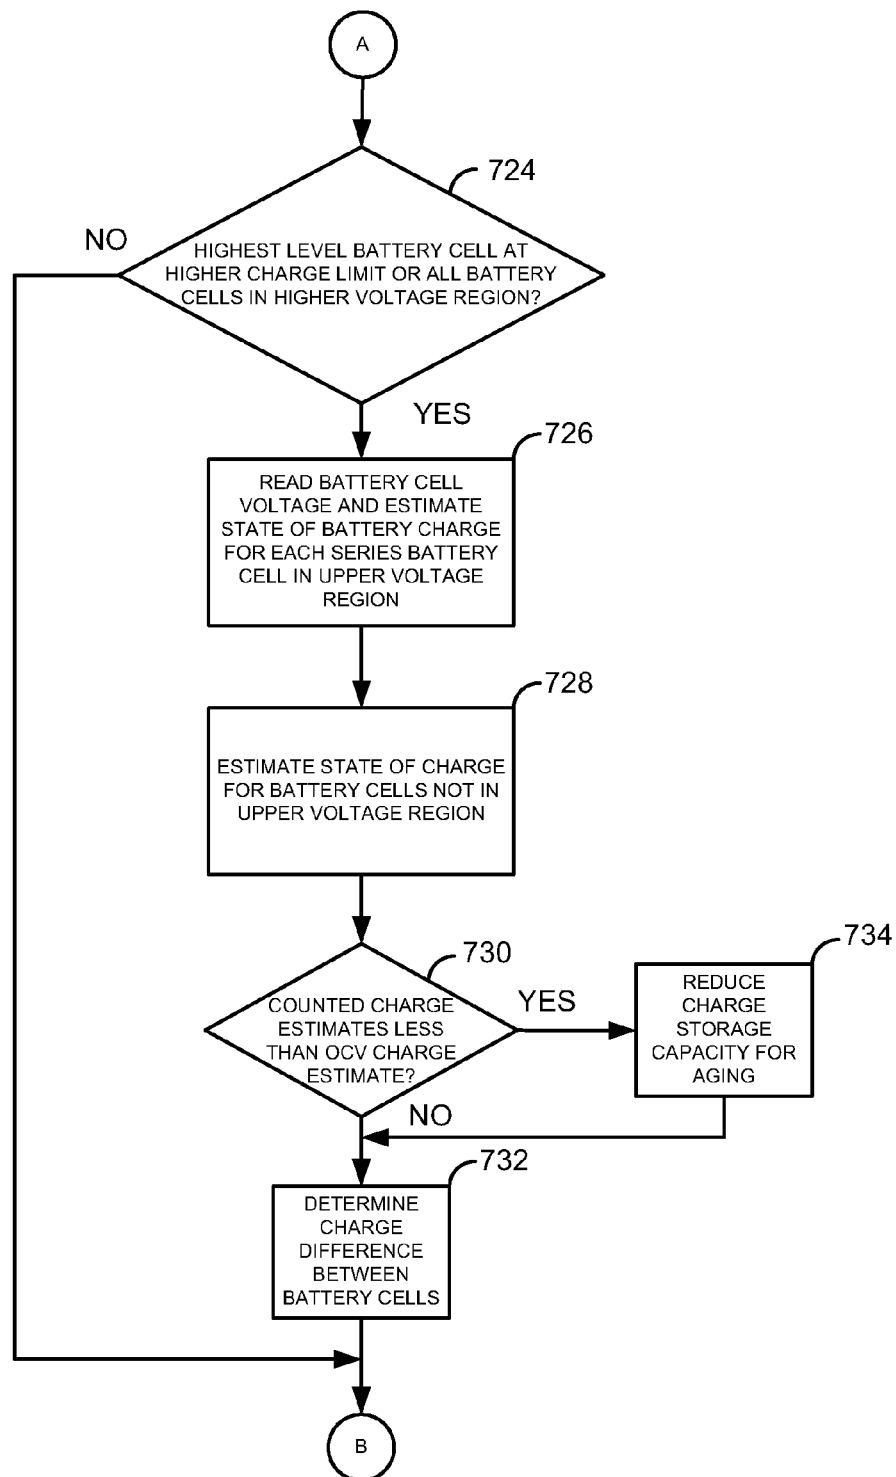 A
724
NO
HIGHEST LEVEL BATTERY CELL AT
HIGHER CHARGE LIMIT OR ALL BATTERY
CELLS IN HIGHER VOLTAGE REGION?
YES
726
READ BATTERY CELL
VOLTAGE AND ESTIMATE
STATE OF BATTERY CHARGE
FOR EACH SERIES BATTERY
CELL IN UPPER VOLTAGE
REGION
728
ESTIMATE STATE OF CHARGE
FOR BATTERY CELLS NOT IN
UPPER VOLTAGE REGION
730
COUNTED CHARGE
ESTIMATES LESS
THAN OCV CHARGE
ESTIMATE?
YES
734
REDUCE
CHARGE
STORAGE
CAPACITY FOR
AGING
NO
732
DETERMINE
CHARGE
DIFFERENCE
BETWEEN
BATTERY CELLS
B